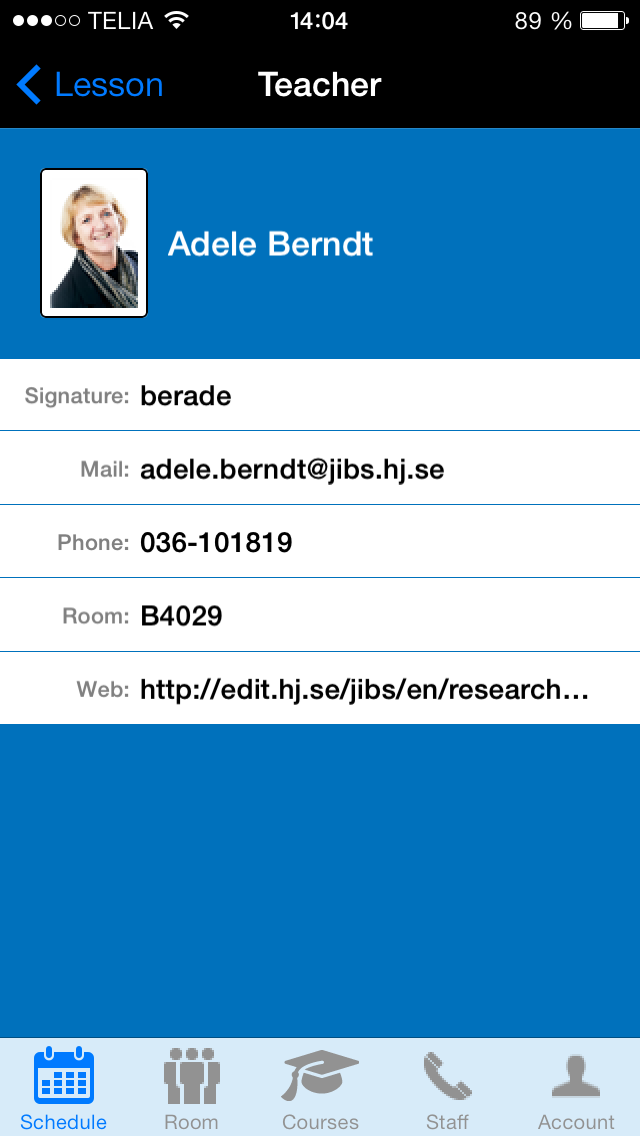 TELIA 14:04 89 %
Lesson Teacher
Adele Berndt
Signature: berade
Mail: adele.berndt@jibs.hj.se
Phone: 036-101819
Room: B4029
Web: http://edit.hj.se/jibs/en/research...
Schedule Room Courses Staff Account